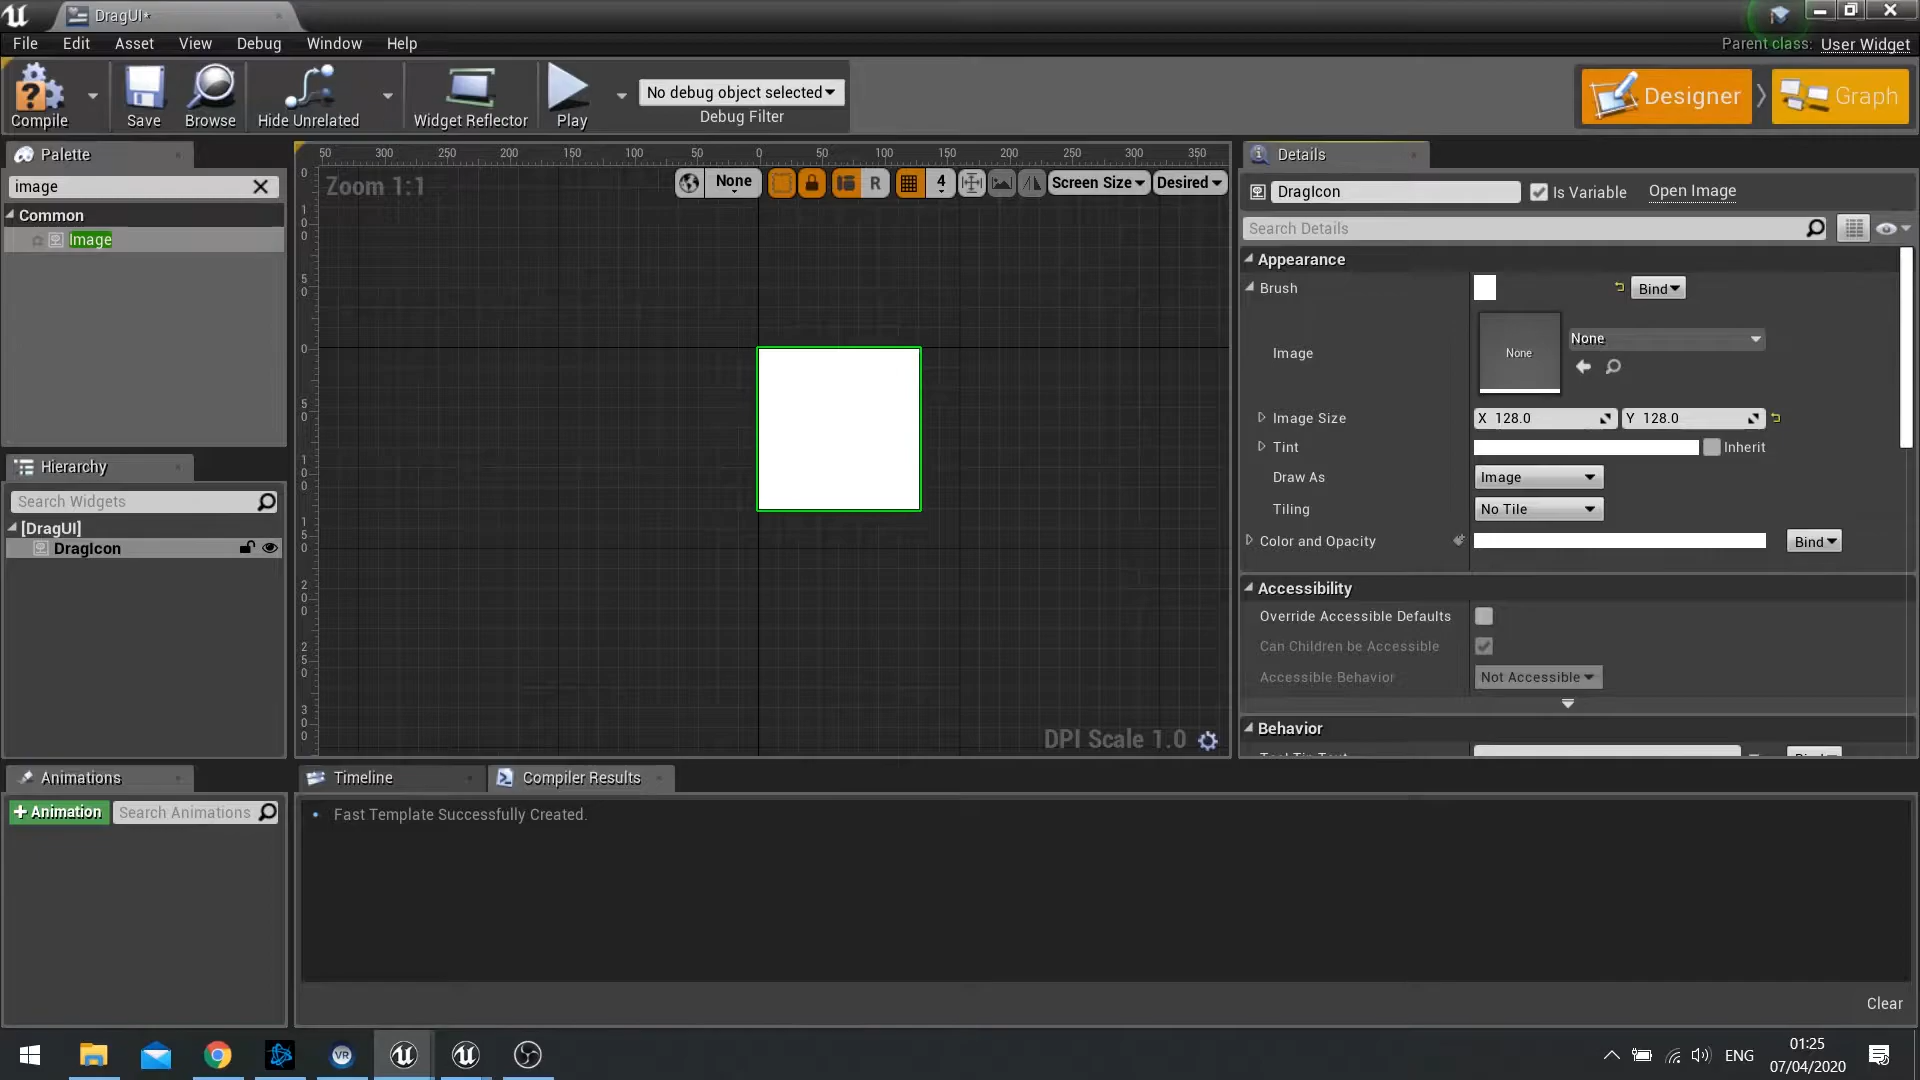 DragUI*
File Edit Asset View Debug Window Help
Parent class: User Widget
Compile Save Browse Hide Unrelated Widget Reflector Play
No debug object selected
Debug Filter
Designer Graph
Palette
image
Common
Image
Hierarchy
Search Widgets
[DragUI]
DragIcon
Animations
+ Animation Search Animations
50 300 250 200 150 100 50 0 50 100 150 200 250 300 350
Zoom 1:1
None R 4 Screen Size Desired
0
1 0 0
5 0
0
5 0
1 0 0
1 5 0
2 0 0
2 5 0
3 0 0
DPI Scale 1.0
Timeline Compiler Results
Fast Template Successfully Created.
Clear
Details
DragIcon Is Variable Open Image
Search Details
Appearance
Brush Bind
Image None None
Image Size X 128.0 Y 128.0
Tint Inherit
Draw As Image
Tiling No Tile
Color and Opacity Bind
Accessibility
Override Accessible Defaults
Can Children be Accessible
Accessible Behavior Not Accessible
Behavior
Tool Tip Text Bind
VR
ENG
01:25
07/04/2020